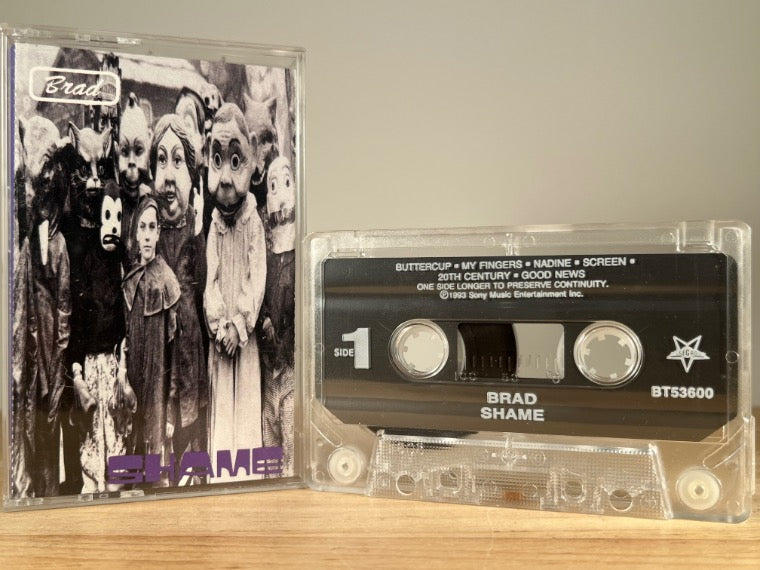 Brad
SHAME
BUTTERCUP ▪ MY FINGERS ▪ NADINE ▪ SCREEN ▪
20TH CENTURY ▪ GOOD NEWS
ONE SIDE LONGER TO PRESERVE CONTINUITY.
℗1993 Sony Music Entertainment Inc.
SIDE 1
BRAD
SHAME
BT53600